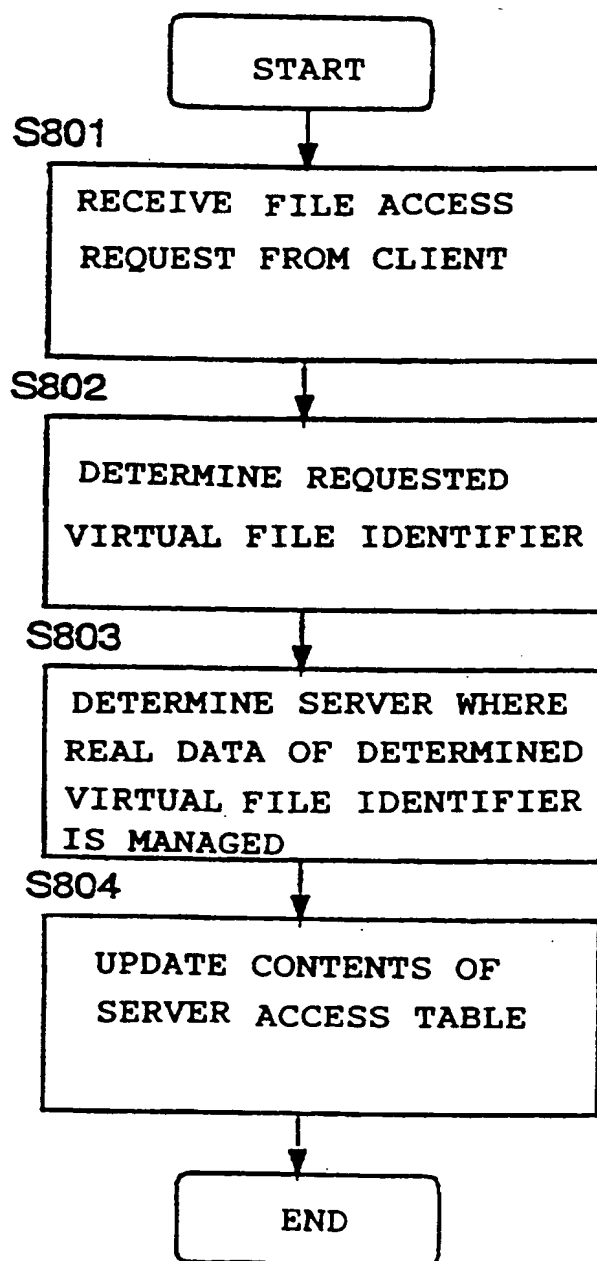 START
S801
RECEIVE FILE ACCESS
REQUEST FROM CLIENT
S802
DETERMINE REQUESTED
VIRTUAL FILE IDENTIFIER
S803
DETERMINE SERVER WHERE
REAL DATA OF DETERMINED
VIRTUAL FILE IDENTIFIER
IS MANAGED
S804
UPDATE CONTENTS OF
SERVER ACCESS TABLE
END